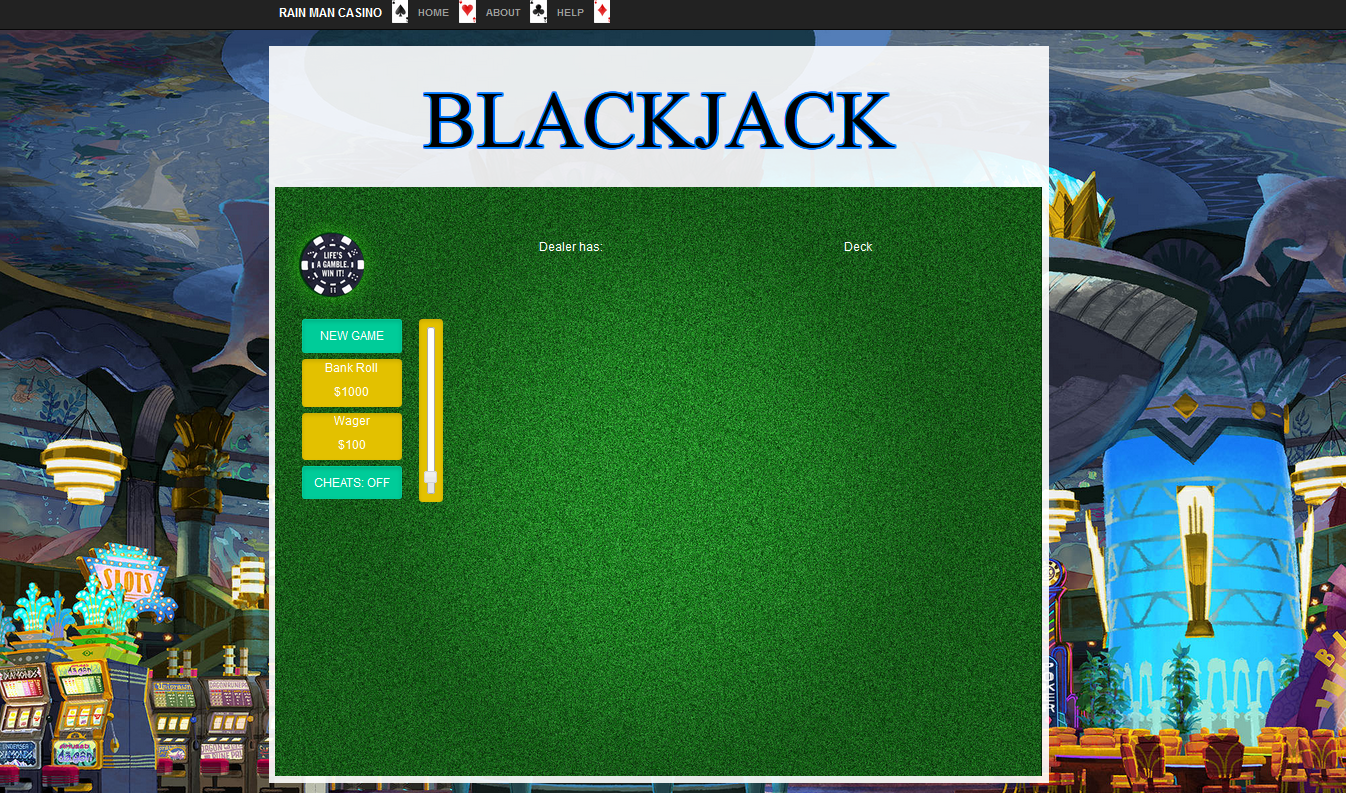 RAIN MAN CASINO HOME ABOUT HELP
BLACKJACK
Dealer has:
Deck
LIFE'S
A GAMBLE.
WIN IT!
NEW GAME
Bank Roll
$1000
Wager
$100
CHEATS: OFF
SLOTS